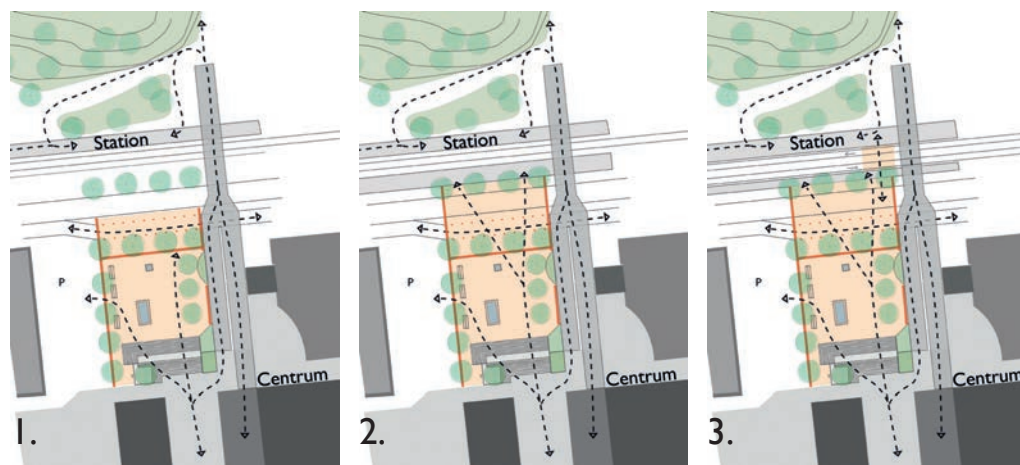 Station
P
Centrum
1.
Station
P
Centrum
2.
Station
P
Centrum
3.